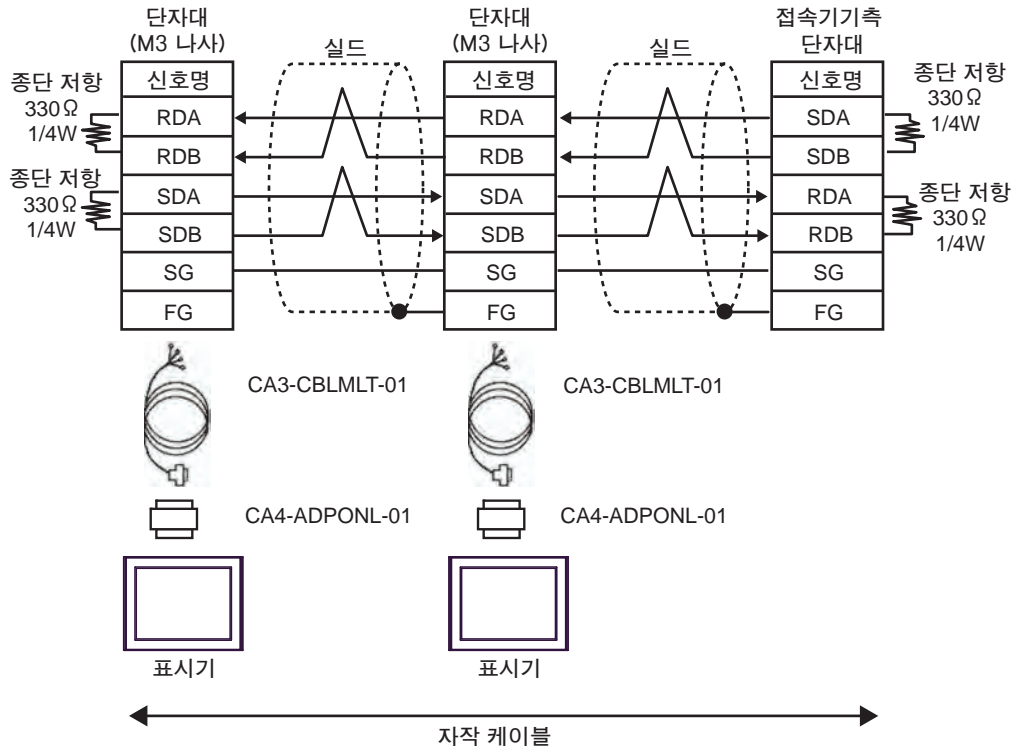 단자대
(M3 나사)
실드
단자대
(M3 나사)
실드
접속기기측
단자대
종단 저항
330Ω
1/4W
종단 저항
330Ω
1/4W
신호명
RDA
RDB
SDA
SDB
SG
FG
신호명
RDA
RDB
SDA
SDB
SG
FG
신호명
SDA
SDB
RDA
RDB
SG
FG
종단 저항
330Ω
1/4W
종단 저항
330Ω
1/4W
CA3-CBLMLT-01
CA3-CBLMLT-01
CA4-ADPONL-01
CA4-ADPONL-01
표시기
표시기
자작 케이블